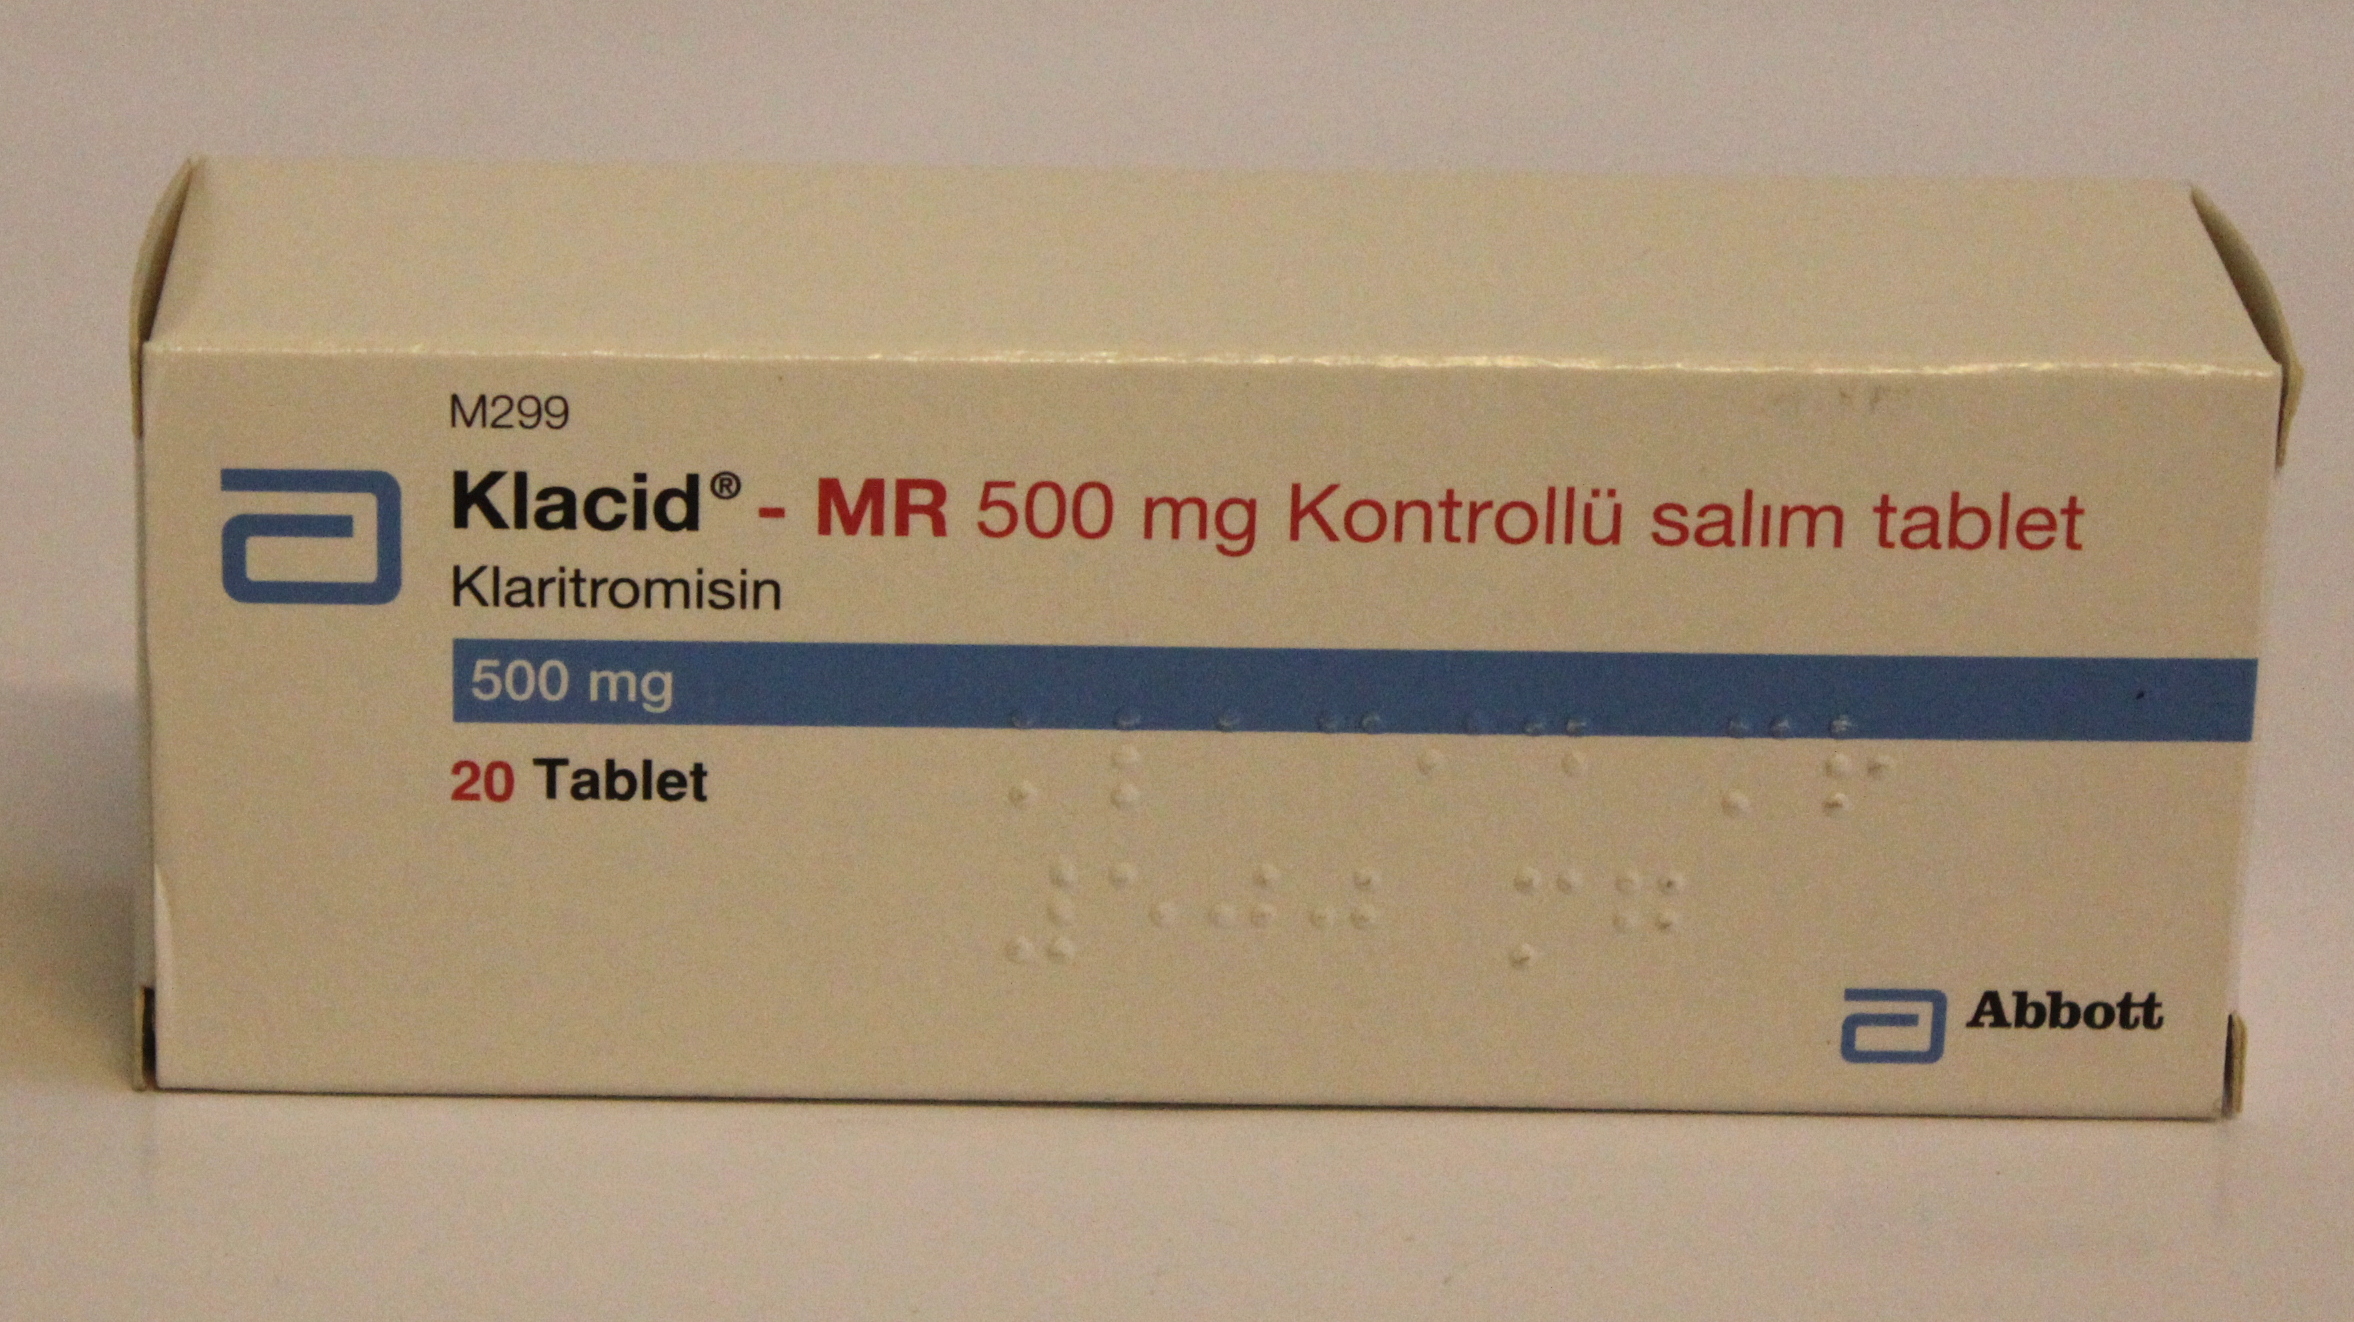 M299
Klacid® - MR 500 mg Kontrollü salım tablet
Klaritromisin
500 mg
20 Tablet
⠅⠇⠁⠉⠊⠙ ⠍⠗
⠼⠑⠚⠚ ⠍⠛
Abbott